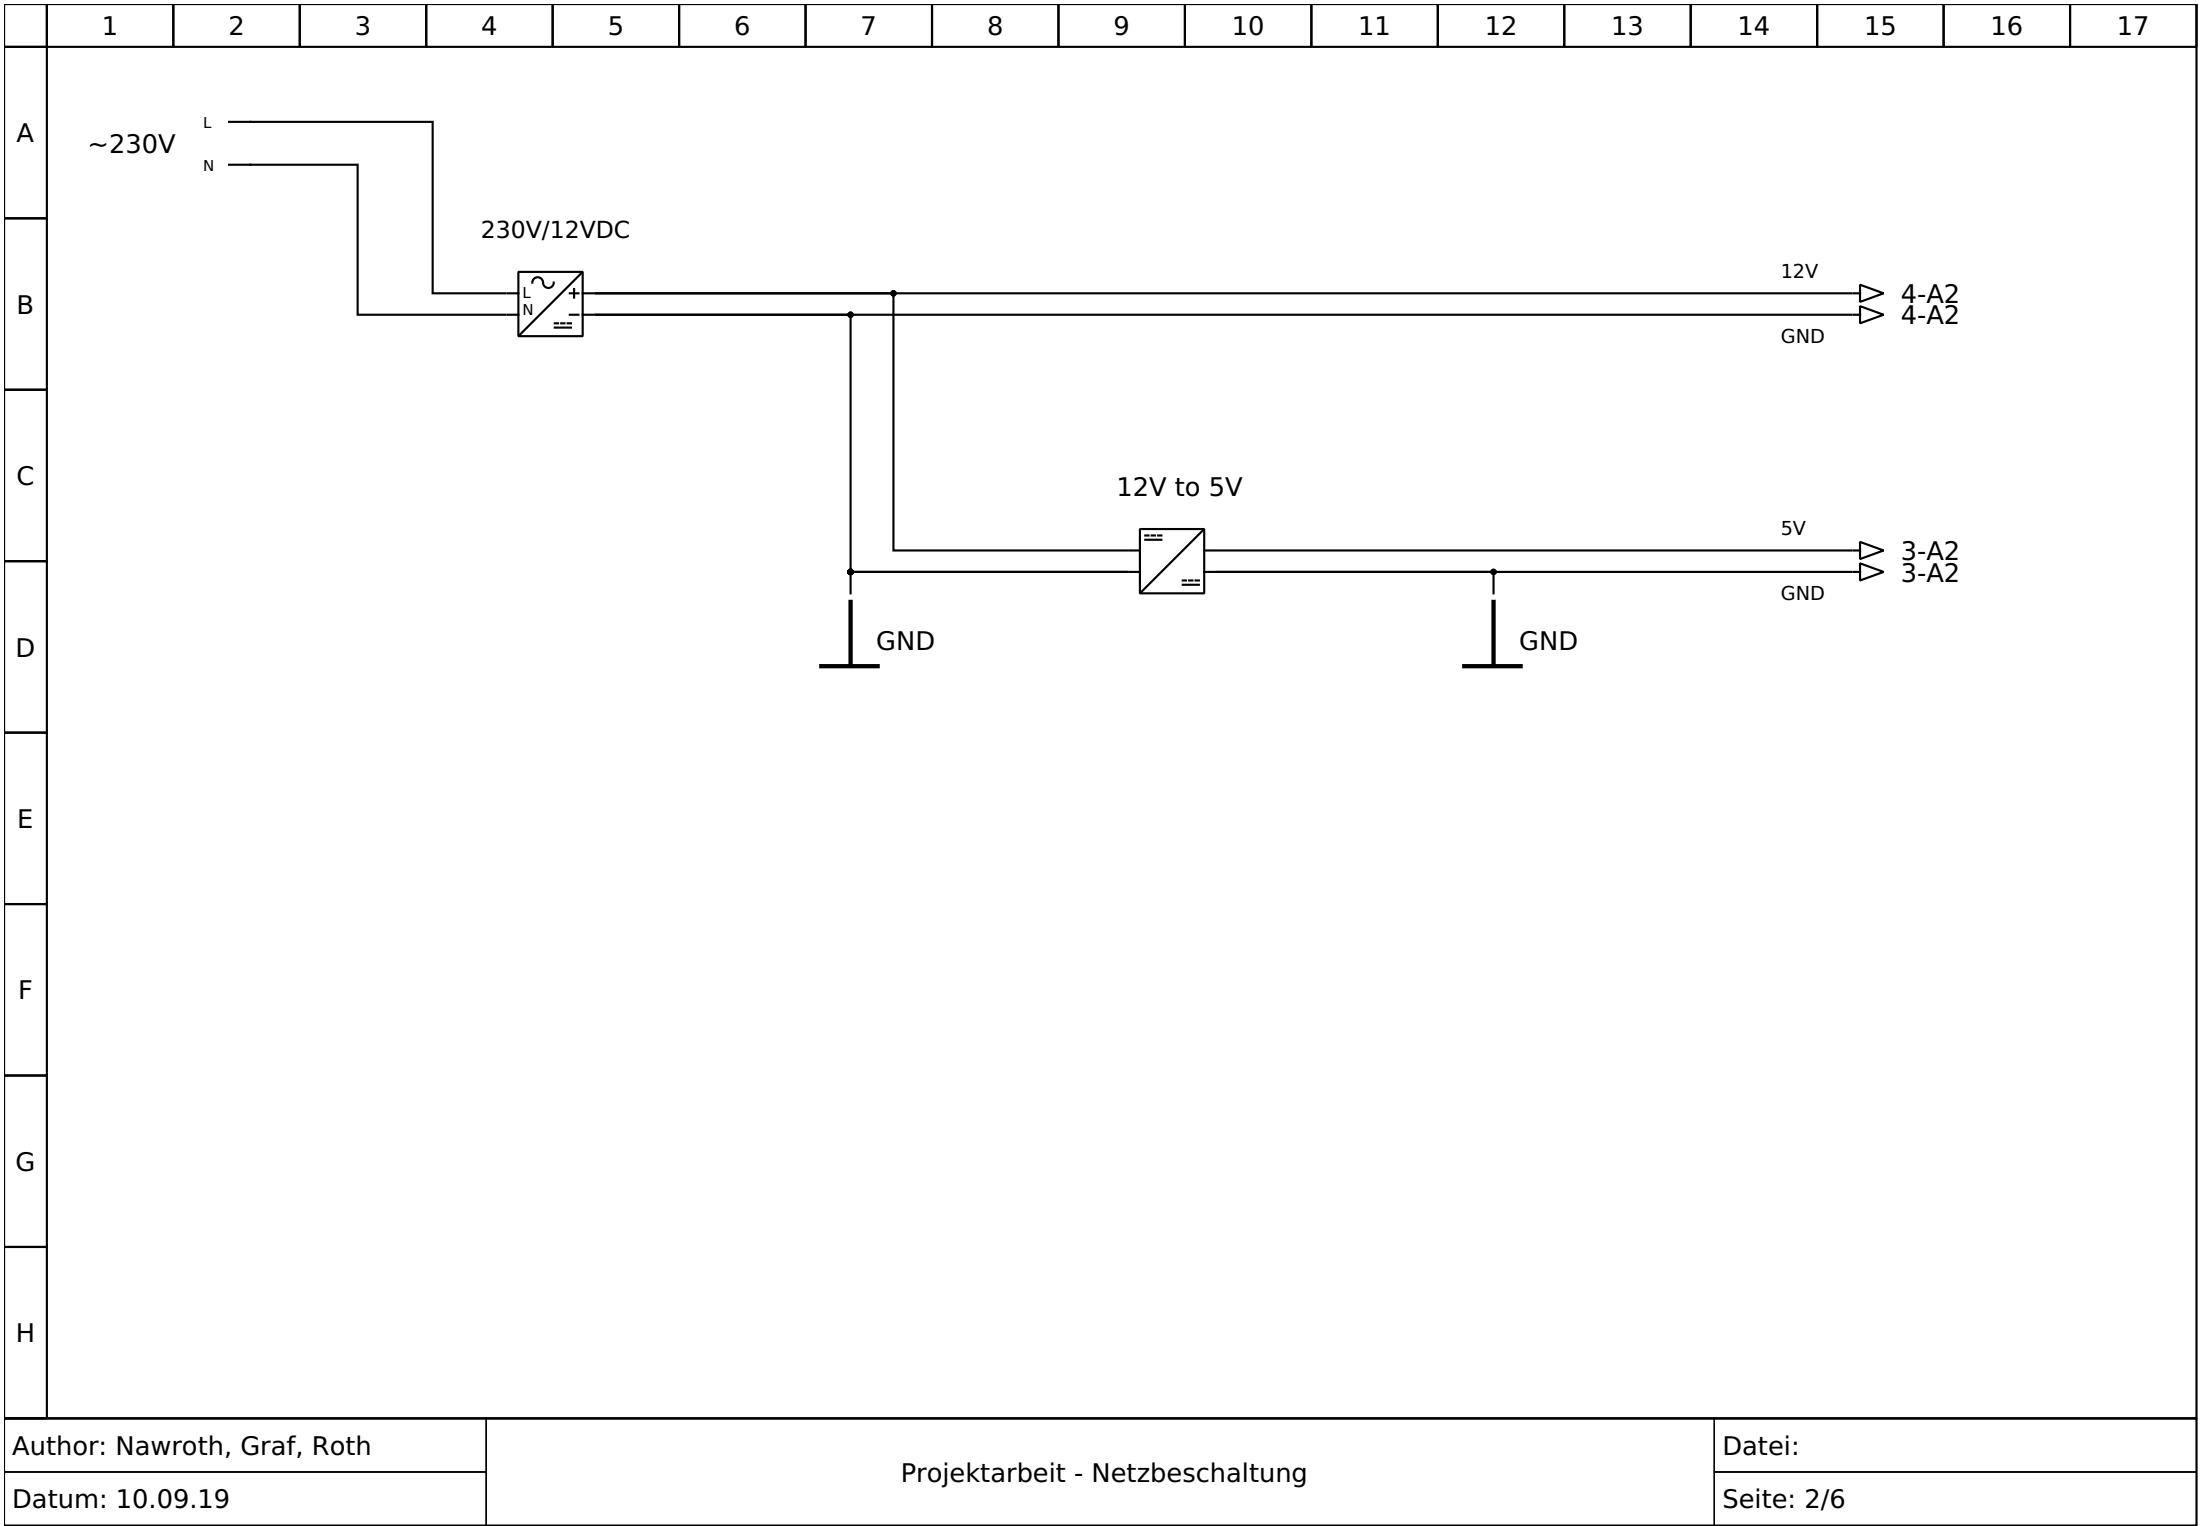 1 2 3 4 5 6 7 8 9 10 11 12 13 14 15 16 17
A
L
~230V
N
230V/12VDC
12V
B
L +
N −
4-A2
4-A2
GND
C
12V to 5V
5V
3-A2
3-A2
GND
D
GND
GND
E
F
G
H
Author: Nawroth, Graf, Roth
Datum: 10.09.19
Projektarbeit - Netzbeschaltung
Datei:
Seite: 2/6